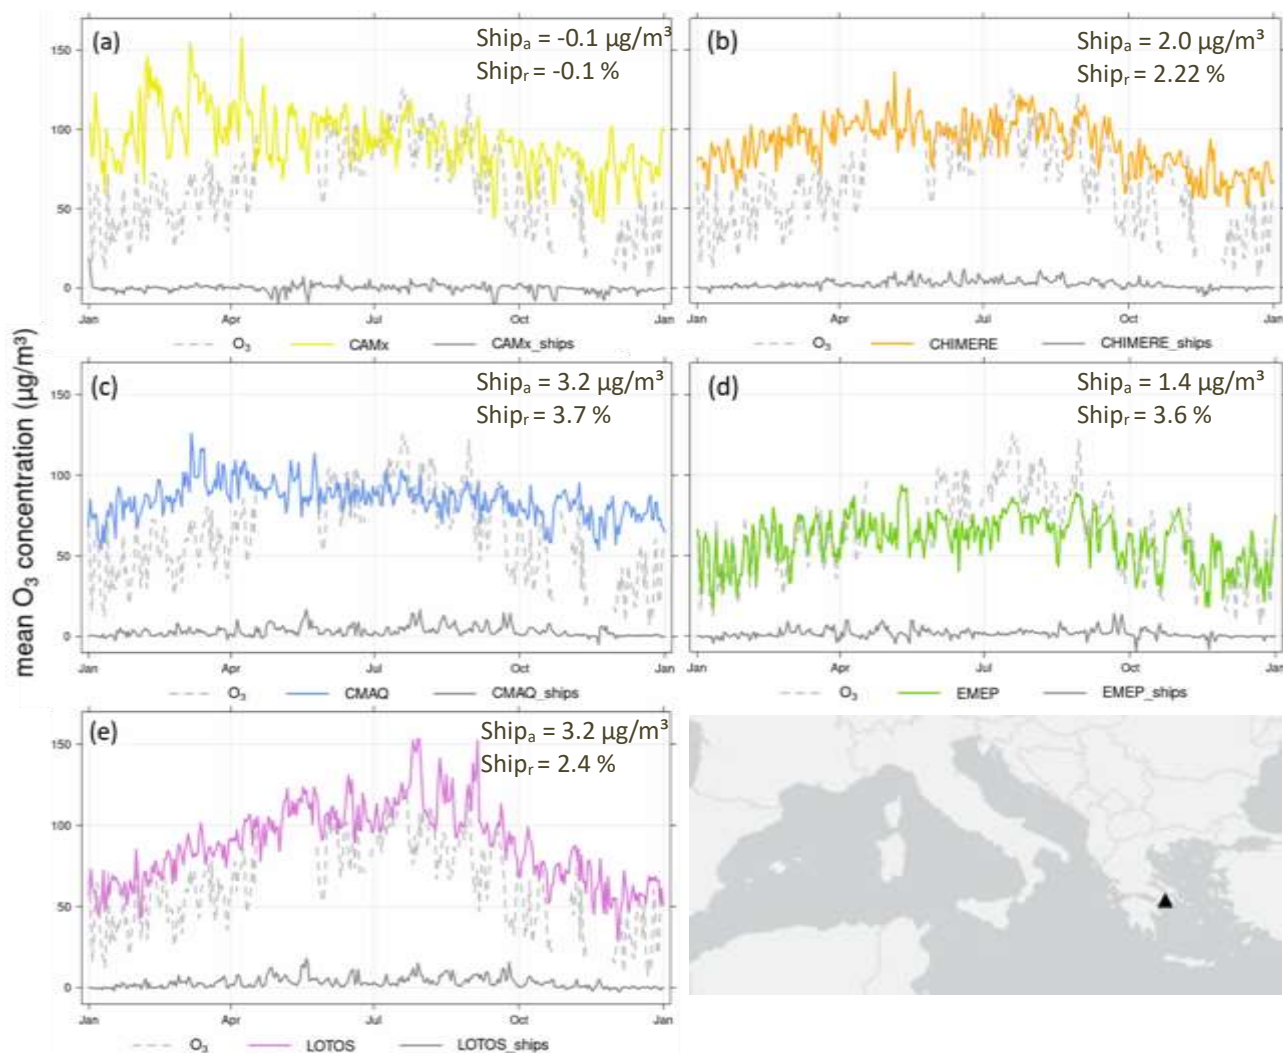 mean O₃ concentration (µg/m³)
(a)
Shipₐ = -0.1 µg/m³
Shipᵣ = -0.1 %
150
100
50
0
Jan Apr Jul Oct Jan
O₃ CAMx CAMx_ships
(b)
Shipₐ = 2.0 µg/m³
Shipᵣ = 2.22 %
Jan Apr Jul Oct Jan
O₃ CHIMERE CHIMERE_ships
(c)
Shipₐ = 3.2 µg/m³
Shipᵣ = 3.7 %
150
100
50
0
Jan Apr Jul Oct Jan
O₃ CMAQ CMAQ_ships
(d)
Shipₐ = 1.4 µg/m³
Shipᵣ = 3.6 %
Jan Apr Jul Oct Jan
O₃ EMEP EMEP_ships
(e)
Shipₐ = 3.2 µg/m³
Shipᵣ = 2.4 %
150
100
50
0
Jan Apr Jul Oct Jan
O₃ LOTOS LOTOS_ships